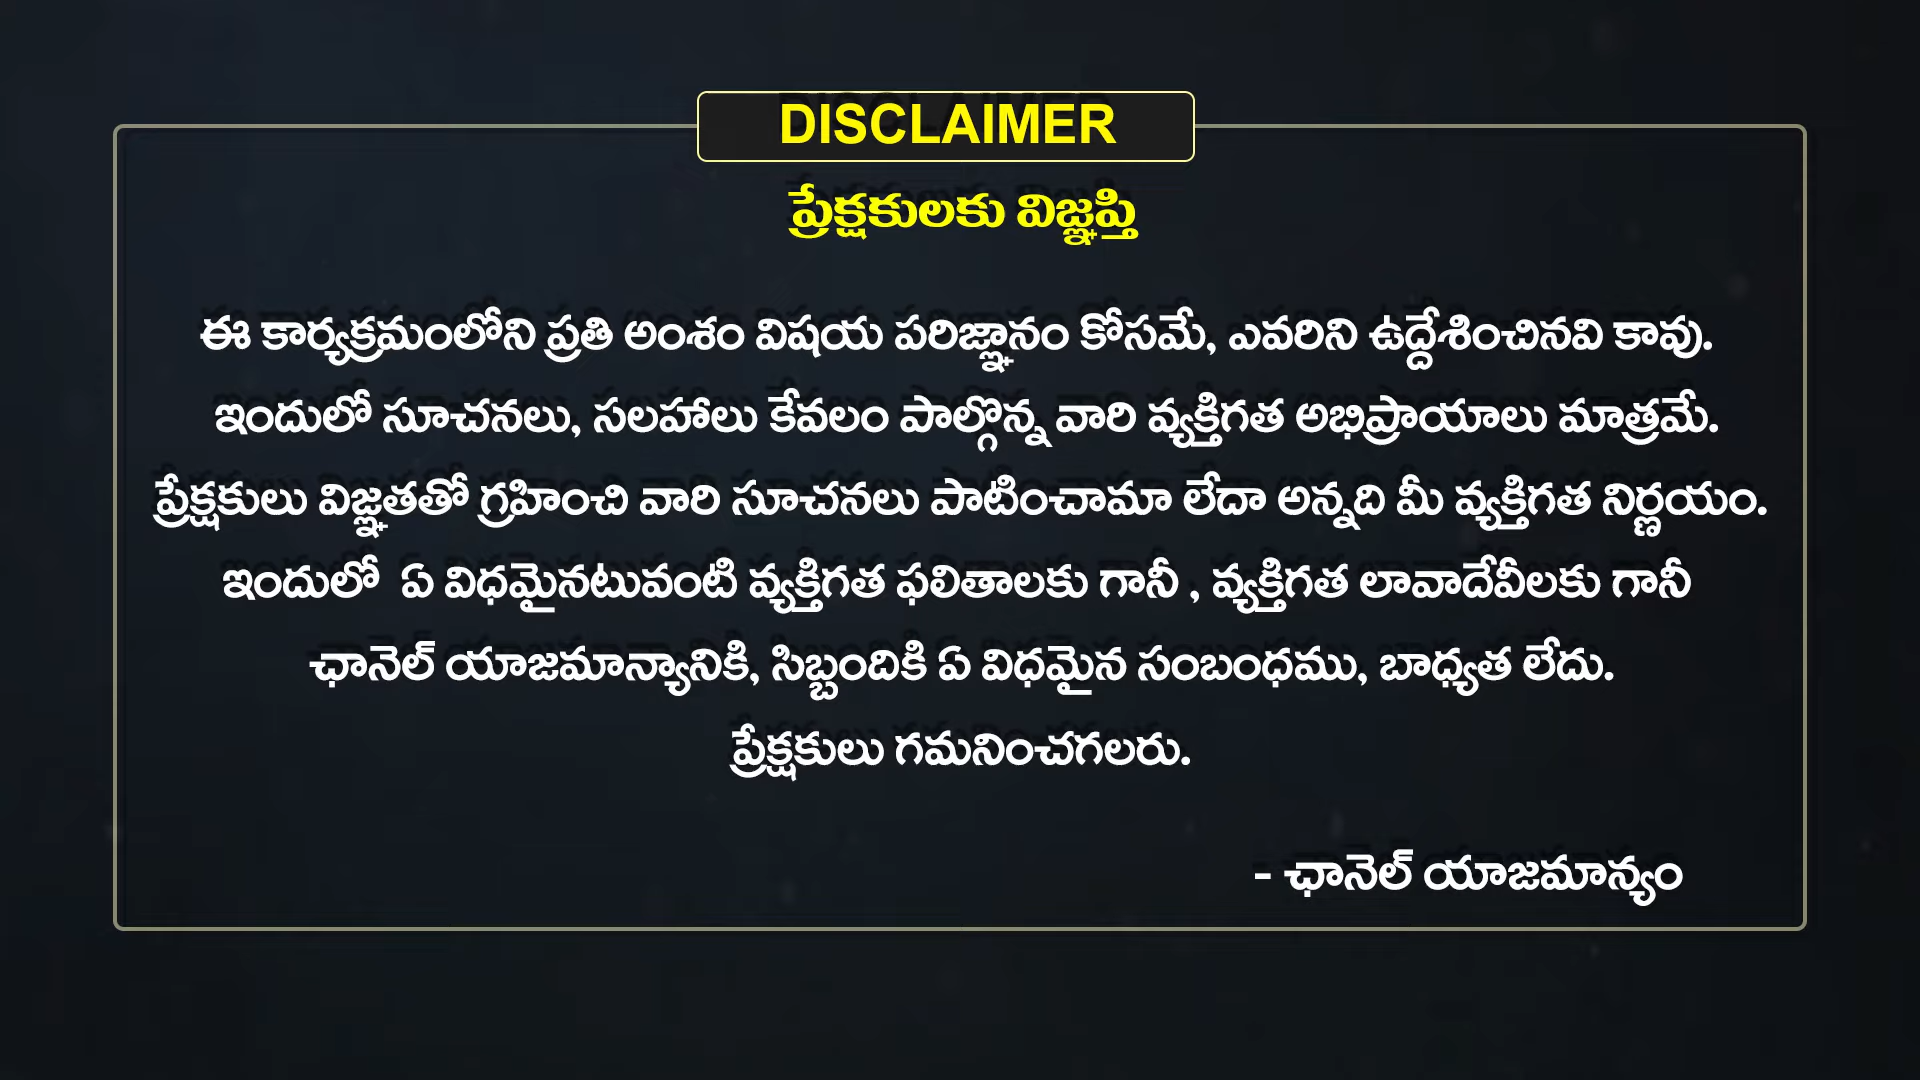 DISCLAIMER
ప్రేక్షకులకు విజ్ఞప్తి
ఈ కార్యక్రమంలోని ప్రతి అంశం విషయ పరిజ్ఞానం కోసమే, ఎవరిని ఉద్దేశించినవి కావు.
ఇందులో సూచనలు, సలహాలు కేవలం పాల్గొన్న వారి వ్యక్తిగత అభిప్రాయాలు మాత్రమే.
ప్రేక్షకులు విజ్ఞతతో గ్రహించి వారి సూచనలు పాటించామా లేదా అన్నది మీ వ్యక్తిగత నిర్ణయం.
ఇందులో ఏ విధమైనటువంటి వ్యక్తిగత ఫలితాలకు గానీ , వ్యక్తిగత లావాదేవీలకు గానీ
ఛానెల్ యాజమాన్యానికి, సిబ్బందికి ఏ విధమైన సంబంధము, బాధ్యత లేదు.
ప్రేక్షకులు గమనించగలరు.
- ఛానెల్ యాజమాన్యం